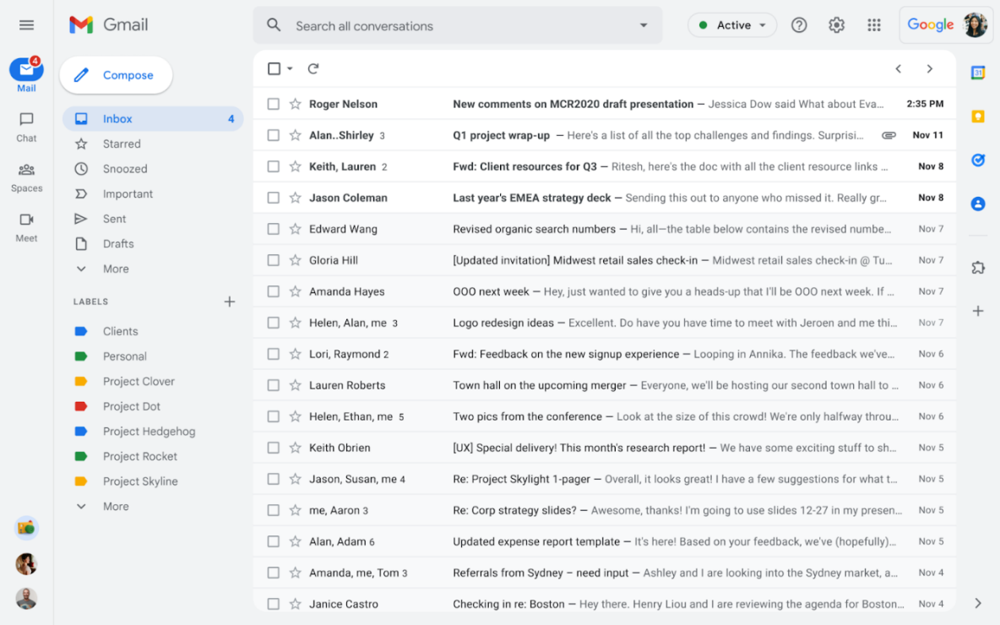 Gmail
Search all conversations
Active
Google
4
Mail
Chat
Spaces
Meet
Compose
Inbox 4
Starred
Snoozed
Important
Sent
Drafts
More
LABELS
Clients
Personal
Project Clover
Project Dot
Project Hedgehog
Project Rocket
Project Skyline
More
Roger Nelson New comments on MCR2020 draft presentation — Jessica Dow said What about Eva... 2:35 PM
Alan..Shirley 3 Q1 project wrap-up — Here's a list of all the top challenges and findings. Surprisi... Nov 11
Keith, Lauren 2 Fwd: Client resources for Q3 — Ritesh, here's the doc with all the client resource links ... Nov 8
Jason Coleman Last year's EMEA strategy deck — Sending this out to anyone who missed it. Really gr... Nov 8
Edward Wang Revised organic search numbers — Hi, all—the table below contains the revised numbe... Nov 7
Gloria Hill [Updated invitation] Midwest retail sales check-in — Midwest retail sales check-in @ Tu... Nov 7
Amanda Hayes OOO next week — Hey, just wanted to give you a heads-up that I'll be OOO next week. If ... Nov 7
Helen, Alan, me 3 Logo redesign ideas — Excellent. Do have you have time to meet with Jeroen and me thi... Nov 7
Lori, Raymond 2 Fwd: Feedback on the new signup experience — Looping in Annika. The feedback we've... Nov 6
Lauren Roberts Town hall on the upcoming merger — Everyone, we'll be hosting our second town hall to ... Nov 6
Helen, Ethan, me 5 Two pics from the conference — Look at the size of this crowd! We're only halfway throu... Nov 6
Keith Obrien [UX] Special delivery! This month's research report! — We have some exciting stuff to sh... Nov 5
Jason, Susan, me 4 Re: Project Skylight 1-pager — Overall, it looks great! I have a few suggestions for what t... Nov 5
me, Aaron 3 Re: Corp strategy slides? — Awesome, thanks! I'm going to use slides 12-27 in my presen... Nov 5
Alan, Adam 6 Updated expense report template — It's here! Based on your feedback, we've (hopefully)... Nov 5
Amanda, me, Tom 3 Referrals from Sydney – need input — Ashley and I are looking into the Sydney market, a... Nov 4
Janice Castro Checking in re: Boston — Hey there. Henry Liou and I are reviewing the agenda for Boston... Nov 4
31